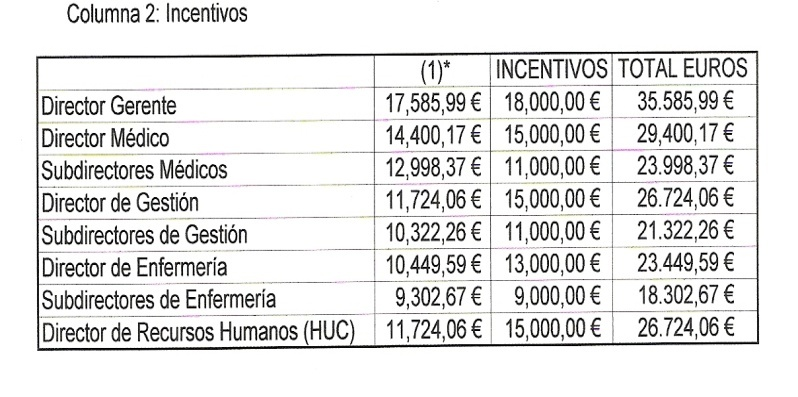 Columna 2: Incentivos
(1)* INCENTIVOS TOTAL EUROS
Director Gerente 17,585,99 € 18,000,00 € 35.585,99 €
Director Médico 14,400,17 € 15,000,00 € 29,400,17 €
Subdirectores Médicos 12,998,37 € 11,000,00 € 23.998,37 €
Director de Gestión 11,724,06 € 15,000,00 € 26.724,06 €
Subdirectores de Gestión 10,322,26 € 11,000,00 € 21.322,26 €
Director de Enfermería 10,449,59 € 13,000,00 € 23.449,59 €
Subdirectores de Enfermería 9,302,67 € 9,000,00 € 18.302,67 €
Director de Recursos Humanos (HUC) 11,724,06 € 15,000,00 € 26.724,06 €